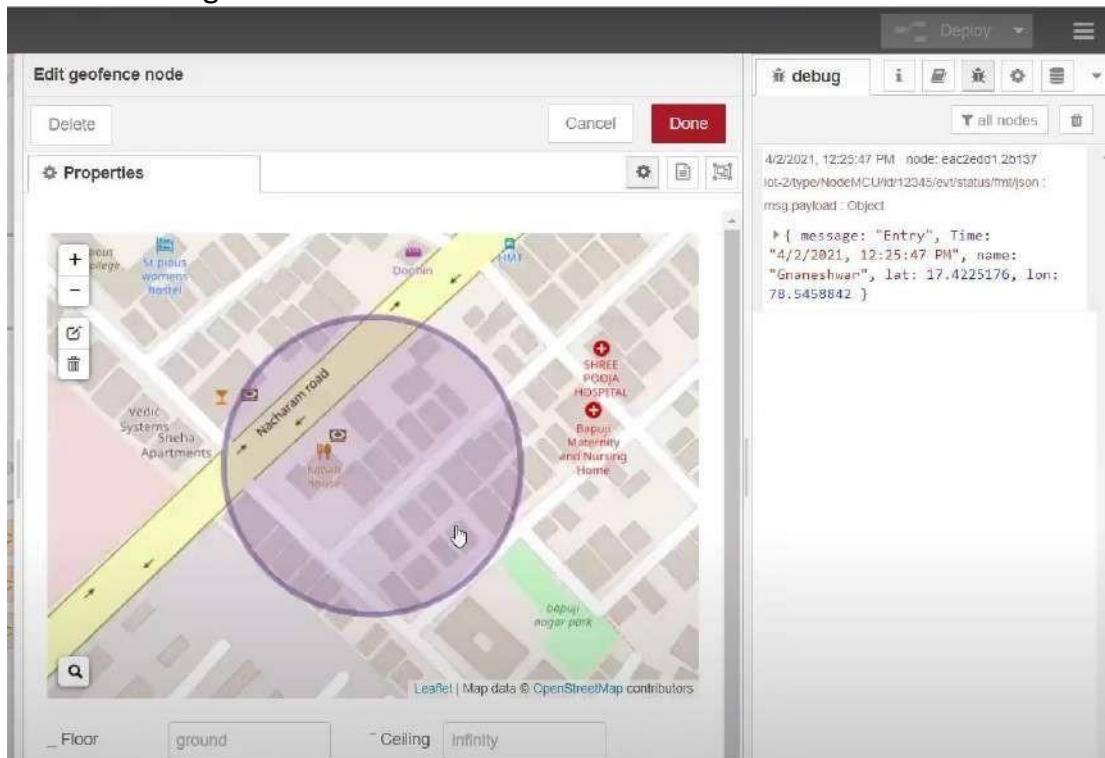 Deploy
Edit geofence node
Delete
Cancel
Done
Properties
St pious
womens
hostel
Dophin
HMT
SHREE
POOJA
HOSPITAL
Bapuji
Maternity
and Nursing
Home
Nacharam road
Vedic
Systems
Sneha
Apartments
house
bapuji
nagar park
Leaflet | Map data © OpenStreetMap contributors
Floor
ground
Ceiling
infinity
debug
i
all nodes
4/2/2021, 12:25:47 PM node: eac2edd1.2b137
iot-2/type/NodeMCU/id/12345/evt/status/fmt/json :
msg.payload : Object
{ message: "Entry", Time:
"4/2/2021, 12:25:47 PM", name:
"Gnaneshwar", lat: 17.4225176, lon:
78.5458842 }